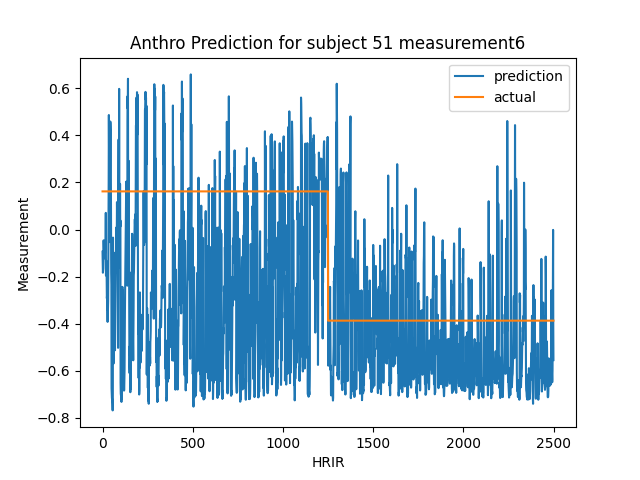 Anthro Prediction for subject 51 measurement6
prediction
actual
Measurement
0.6
0.4
0.2
0.0
−0.2
−0.4
−0.6
−0.8
0
500
1000
1500
2000
2500
HRIR